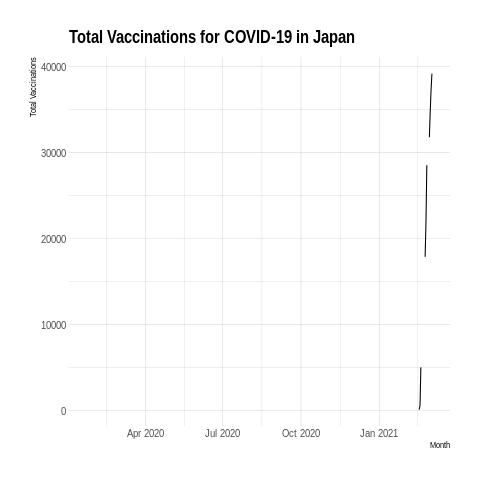 Total Vaccinations for COVID-19 in Japan
Total Vaccinations
40000
30000
20000
10000
0
Apr 2020 Jul 2020 Oct 2020 Jan 2021
Month